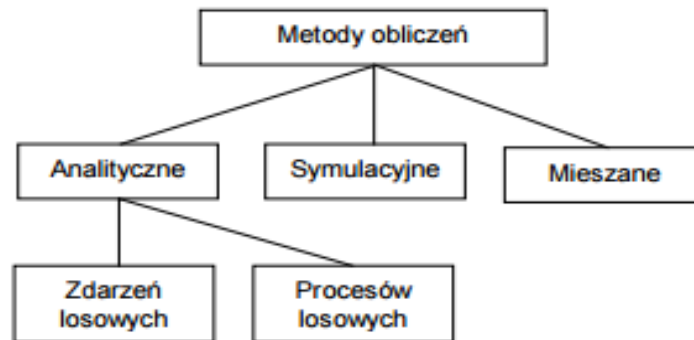 Metody obliczeń
Analityczne
Symulacyjne
Mieszane
Zdarzeń
losowych
Procesów
losowych